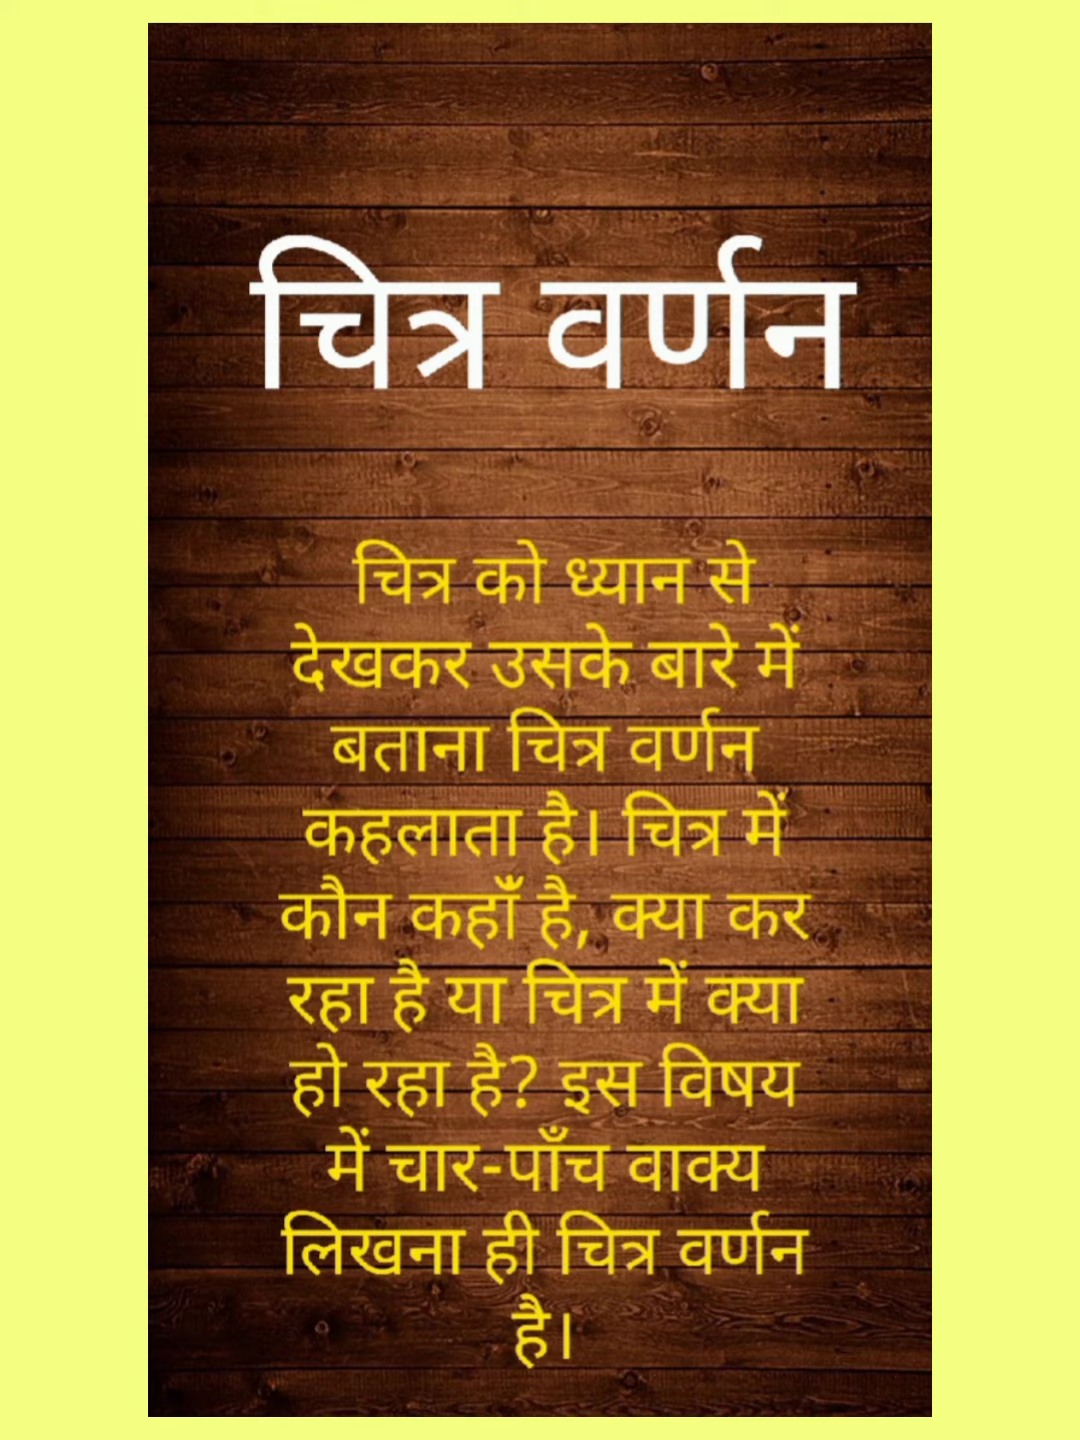 चित्र वर्णन
चित्र को ध्यान से
देखकर उसके बारे में
बताना चित्र वर्णन
कहलाता है। चित्र में
कौन कहाँ है, क्या कर
रहा है या चित्र में क्या
हो रहा है? इस विषय
में चार-पाँच वाक्य
लिखना ही चित्र वर्णन
है।